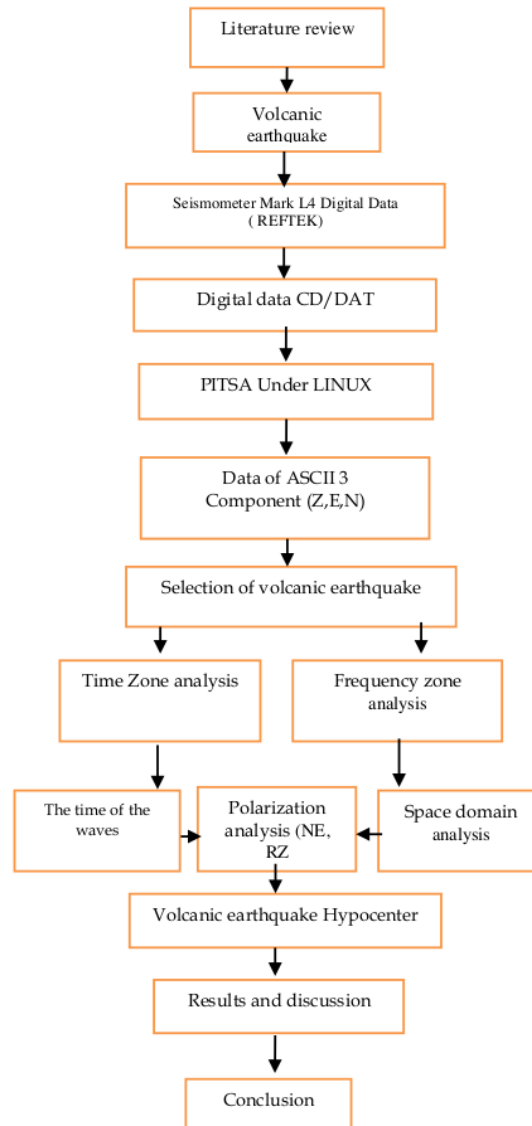 Literature review
Volcanic
earthquake
Seismometer Mark L4 Digital Data
( REFTEK)
Digital data CD/DAT
PITSA Under LINUX
Data of ASCII 3
Component (Z,E,N)
Selection of volcanic earthquake
Time Zone analysis
Frequency zone
analysis
The time of the
waves
Polarization
analysis (NE,
RZ
Space domain
analysis
Volcanic earthquake Hypocenter
Results and discussion
Conclusion